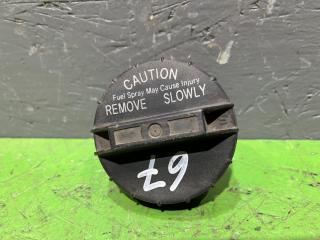 CAUTION
Fuel Spray May Cause Injury
REMOVE SLOWLY
67